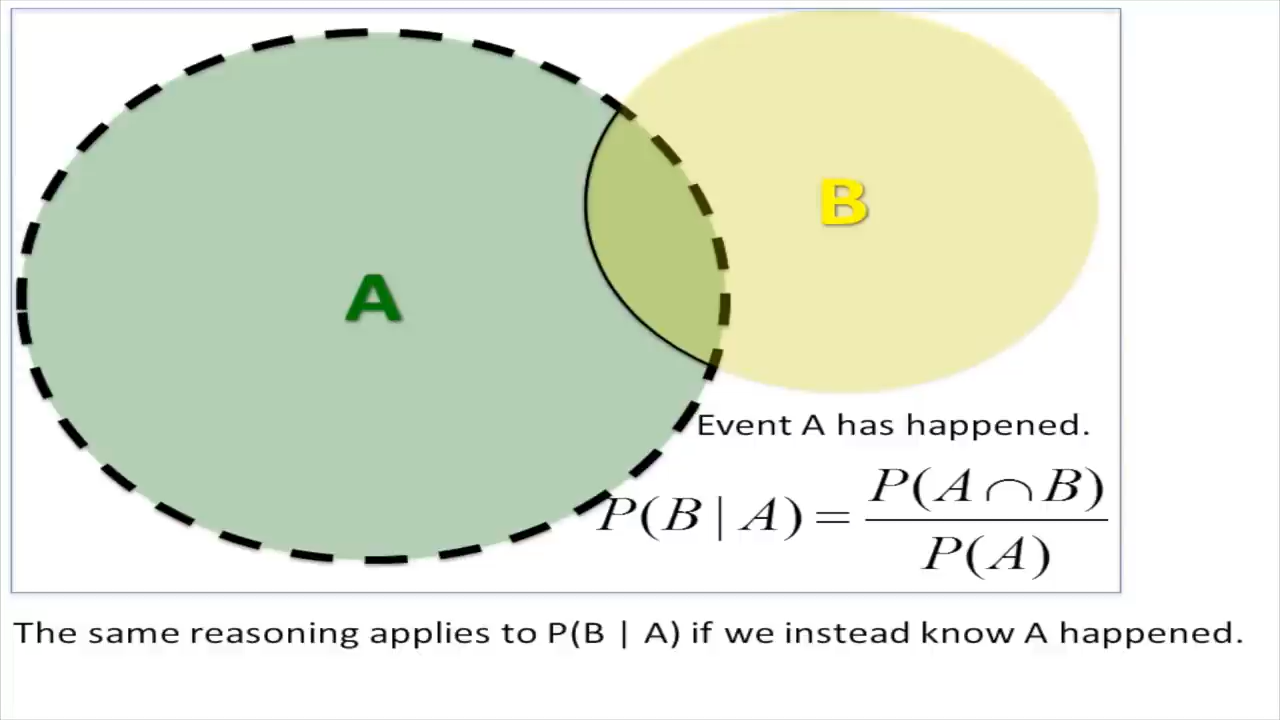 A
B
Event A has happened.
P(B | A) = P(A ∩ B) / P(A)
The same reasoning applies to P(B | A) if we instead know A happened.